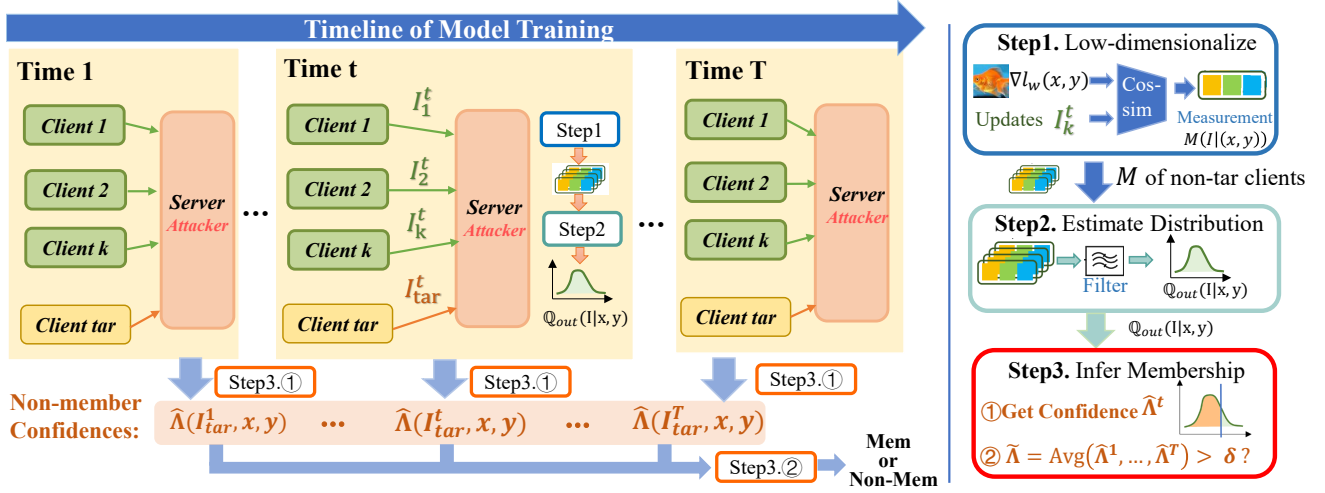 Timeline of Model Training
Time 1
Client 1
Client 2
Client k
Client tar
Server
Attacker
...
Time t
Client 1
Client 2
Client k
Client tar
I_1^t
I_2^t
I_k^t
I_tar^t
Server
Attacker
Step1
Step2
ℚ_out(I|x, y)
...
Time T
Client 1
Client 2
Client k
Client tar
Server
Attacker
Step3.①
Step3.①
Step3.①
Non-member
Confidences:
Λ̂(I_tar^1, x, y) ... Λ̂(I_tar^t, x, y) ... Λ̂(I_tar^T, x, y)
Step3.②
Mem
or
Non-Mem
Step1. Low-dimensionalize
∇l_w(x, y)
Updates I_k^t
Cos-
sim
Measurement
M(I|(x, y))
M of non-tar clients
Step2. Estimate Distribution
Filter
ℚ_out(I|x, y)
ℚ_out(I|x, y)
Step3. Infer Membership
①Get Confidence Λ̂^t
② Λ̃ = Avg(Λ̂^1, ..., Λ̂^T) > δ ?